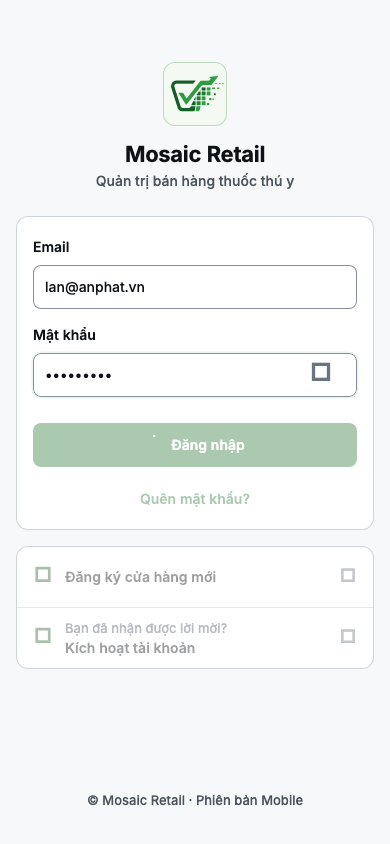 Mosaic Retail
Quản trị bán hàng thuốc thú y
Email
lan@anphat.vn
Mật khẩu
•••••••••
Đăng nhập
Quên mật khẩu?
Đăng ký cửa hàng mới
Bạn đã nhận được lời mời?
Kích hoạt tài khoản
© Mosaic Retail · Phiên bản Mobile